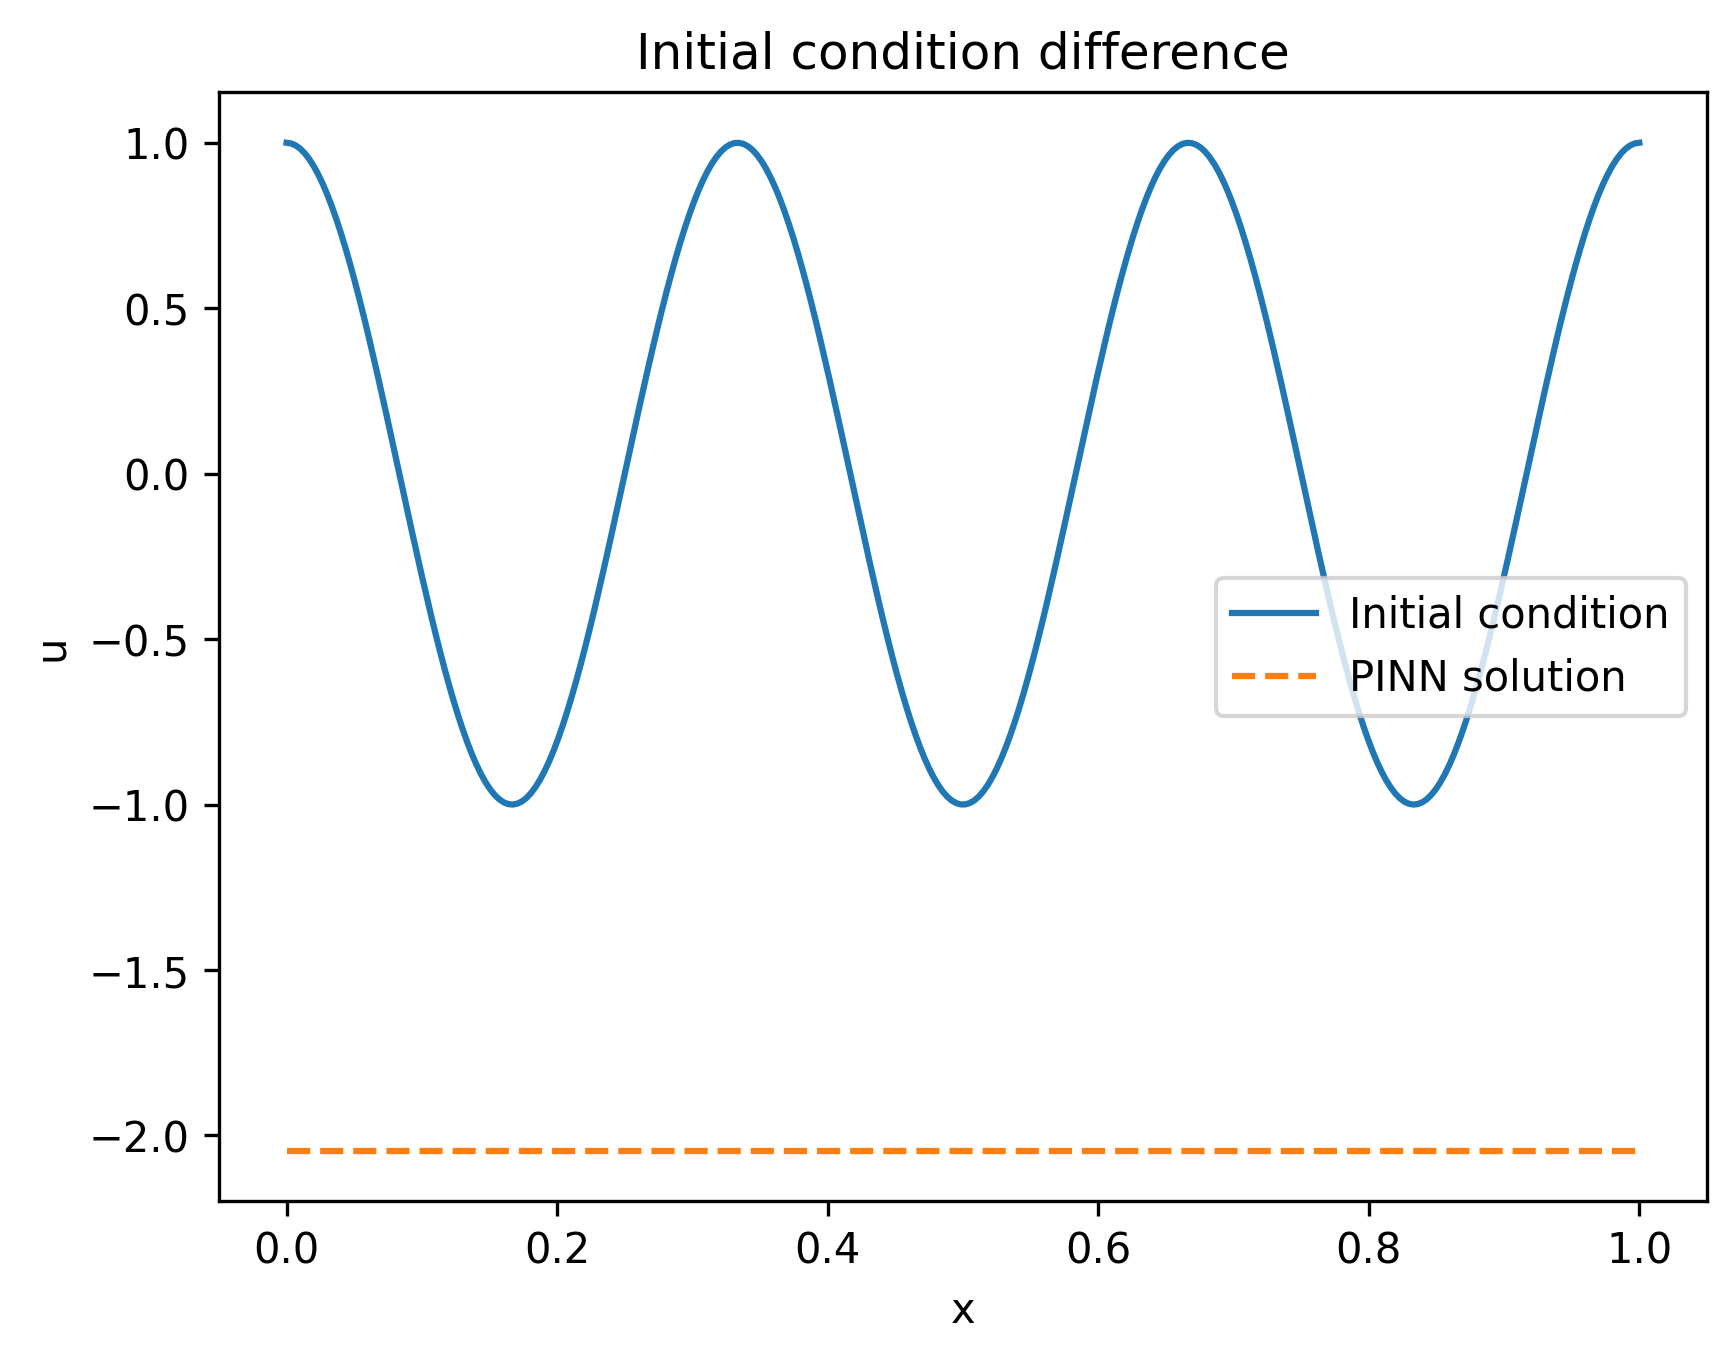 Initial condition difference
1.0
0.5
0.0
−0.5
−1.0
−1.5
−2.0
u
Initial condition
PINN solution
0.0 0.2 0.4 0.6 0.8 1.0
x